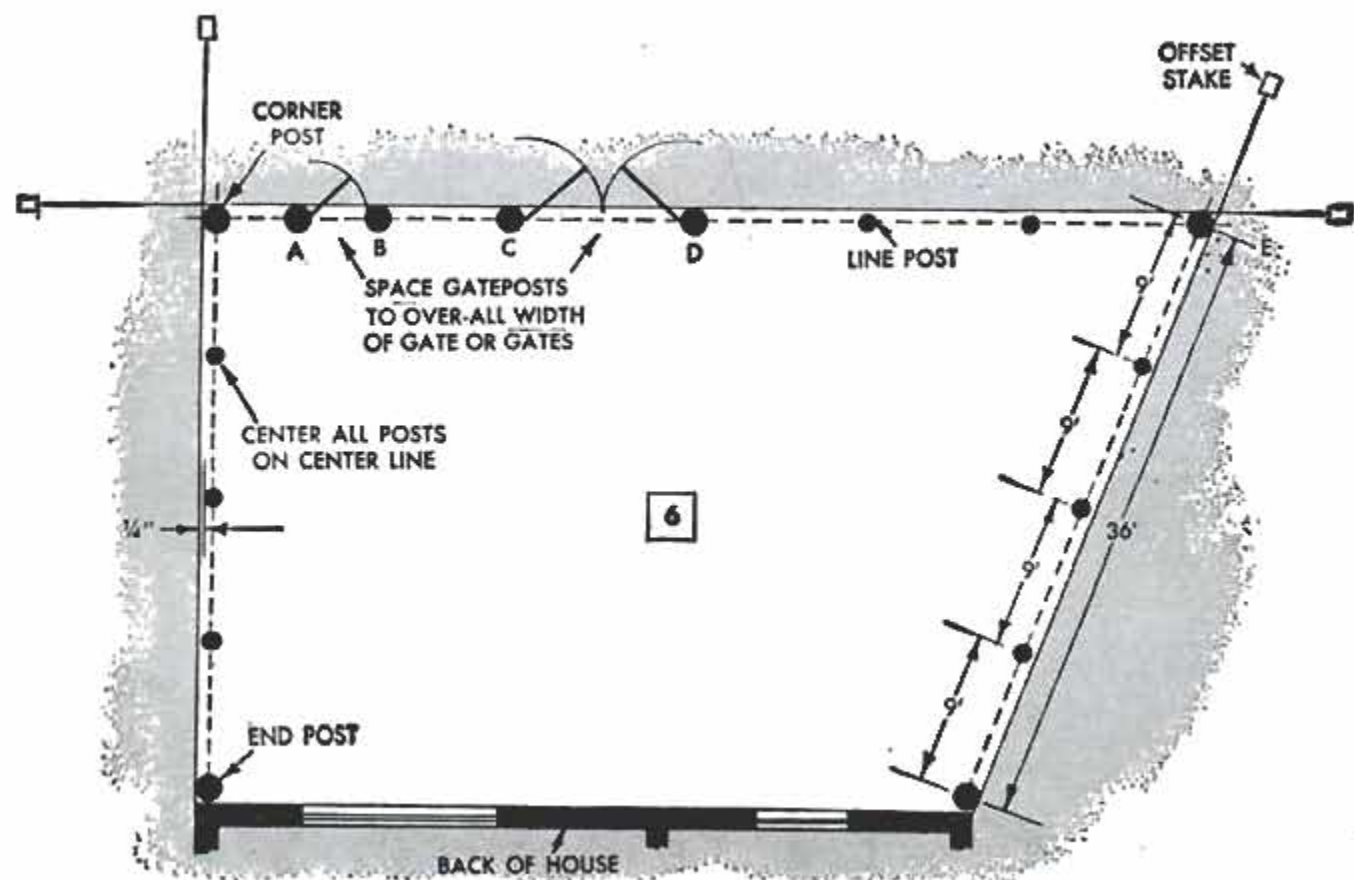 OFFSET
STAKE
CORNER
POST
A
B
C
D
LINE POST
E
SPACE GATEPOSTS
TO OVER-ALL WIDTH
OF GATE OR GATES
9'
CENTER ALL POSTS
ON CENTER LINE
9'
6
¼"
36'
9'
9'
END POST
BACK OF HOUSE